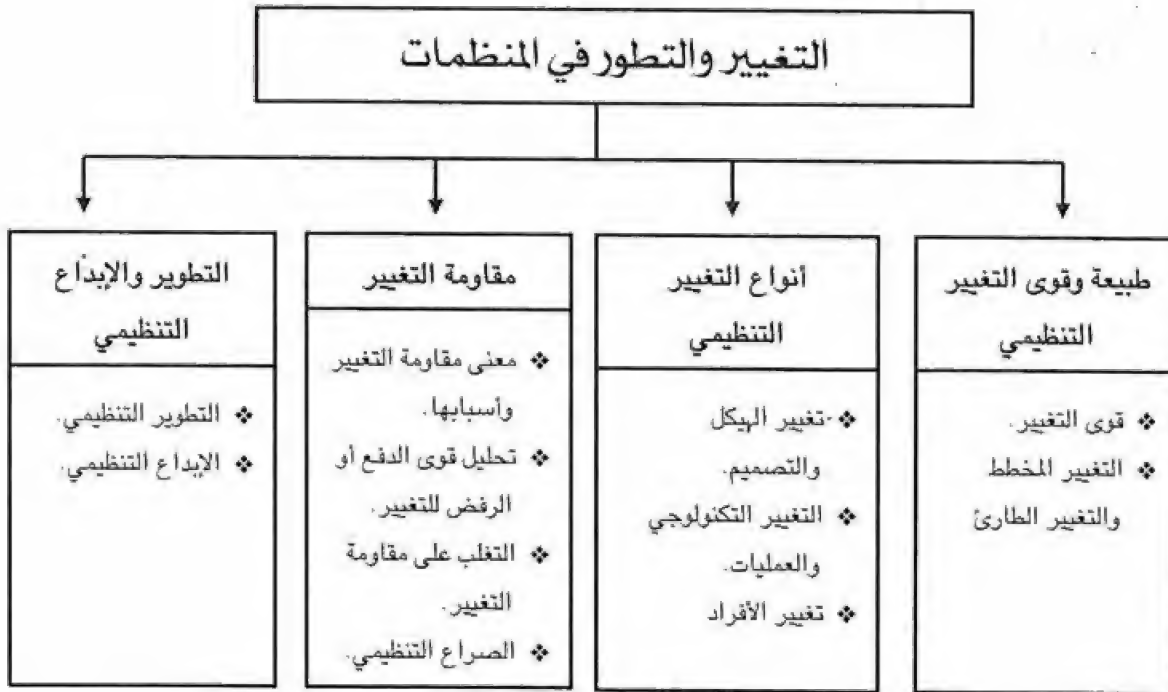 التغيير والتطور في المنظمات
طبيعة وقوى التغيير
التنظيمي
❖ قوى التغيير.
❖ التغيير المخطط
والتغيير الطارئ
أنواع التغيير
التنظيمي
❖ -تغيير الهيكل
والتصميم.
❖ التغيير التكنولوجي
والعمليات.
❖ تغيير الأفراد
مقاومة التغيير
❖ معنى مقاومة التغيير
وأسبابها.
❖ تحليل قوى الدفع أو
الرفض للتغيير.
❖ التغلب على مقاومة
التغيير.
❖ الصراع التنظيمي.
التطوير والإبداع
التنظيمي
❖ التطوير التنظيمي.
❖ الإبداع التنظيمي.